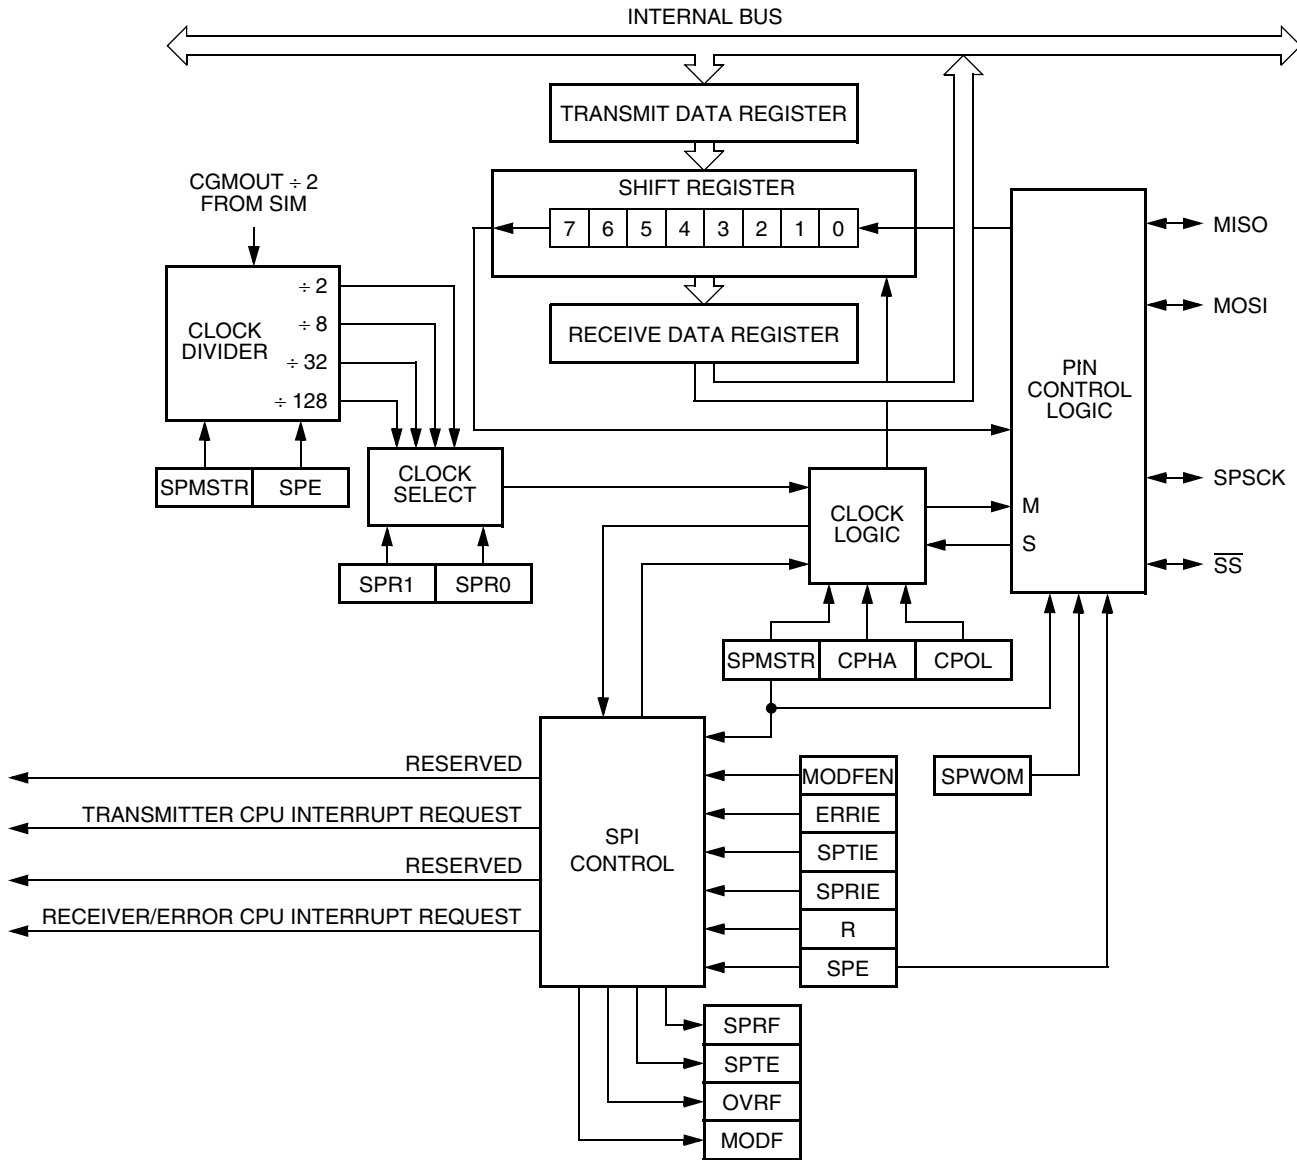 INTERNAL BUS
TRANSMIT DATA REGISTER
CGMOUT ÷ 2
FROM SIM
SHIFT REGISTER
7 6 5 4 3 2 1 0
MISO
÷ 2
÷ 8
÷ 32
÷ 128
CLOCK
DIVIDER
RECEIVE DATA REGISTER
MOSI
PIN
CONTROL
LOGIC
SPMSTR SPE
CLOCK
SELECT
CLOCK
LOGIC
M
S
SPSCK
SS
SPR1 SPR0
SPMSTR CPHA CPOL
RESERVED
TRANSMITTER CPU INTERRUPT REQUEST
RESERVED
RECEIVER/ERROR CPU INTERRUPT REQUEST
SPI
CONTROL
MODFEN
ERRIE
SPTIE
SPRIE
R
SPE
SPWOM
SPRF
SPTE
OVRF
MODF